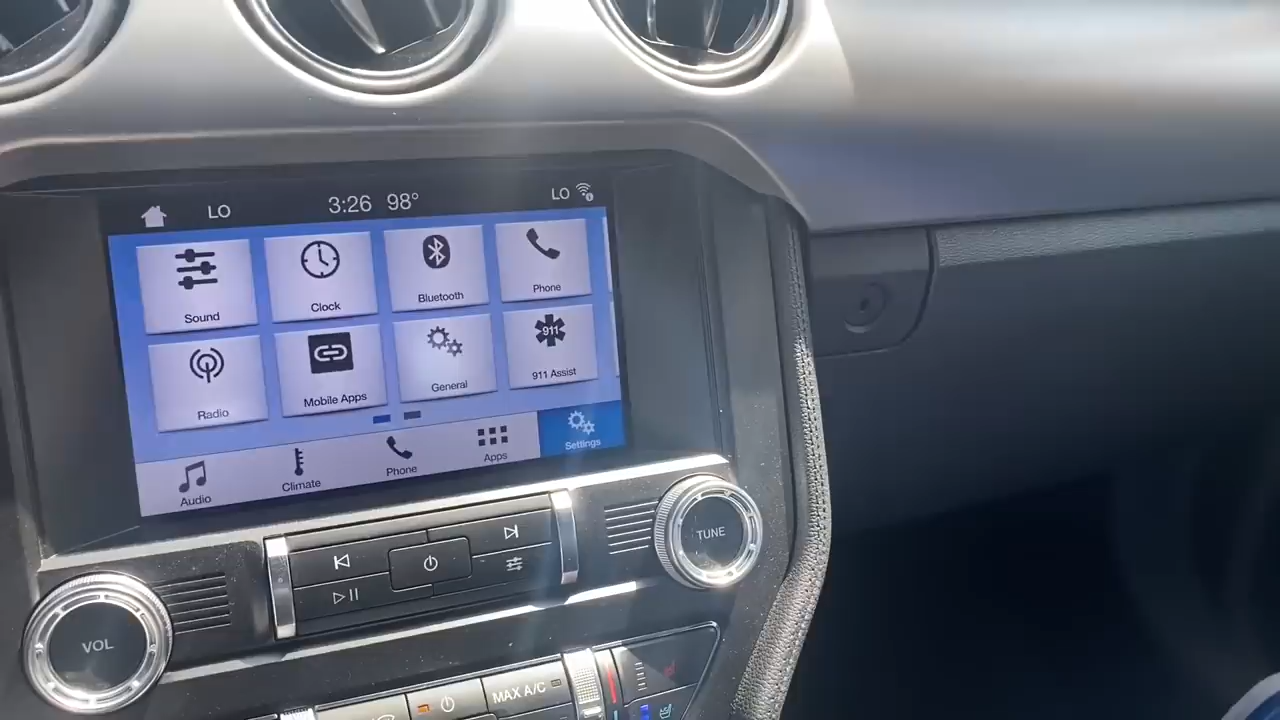 LO 3:26 98° LO
Sound Clock Bluetooth Phone
911
Radio Mobile Apps General 911 Assist
Audio Climate Phone Apps Settings
TUNE
VOL
MAX A/C